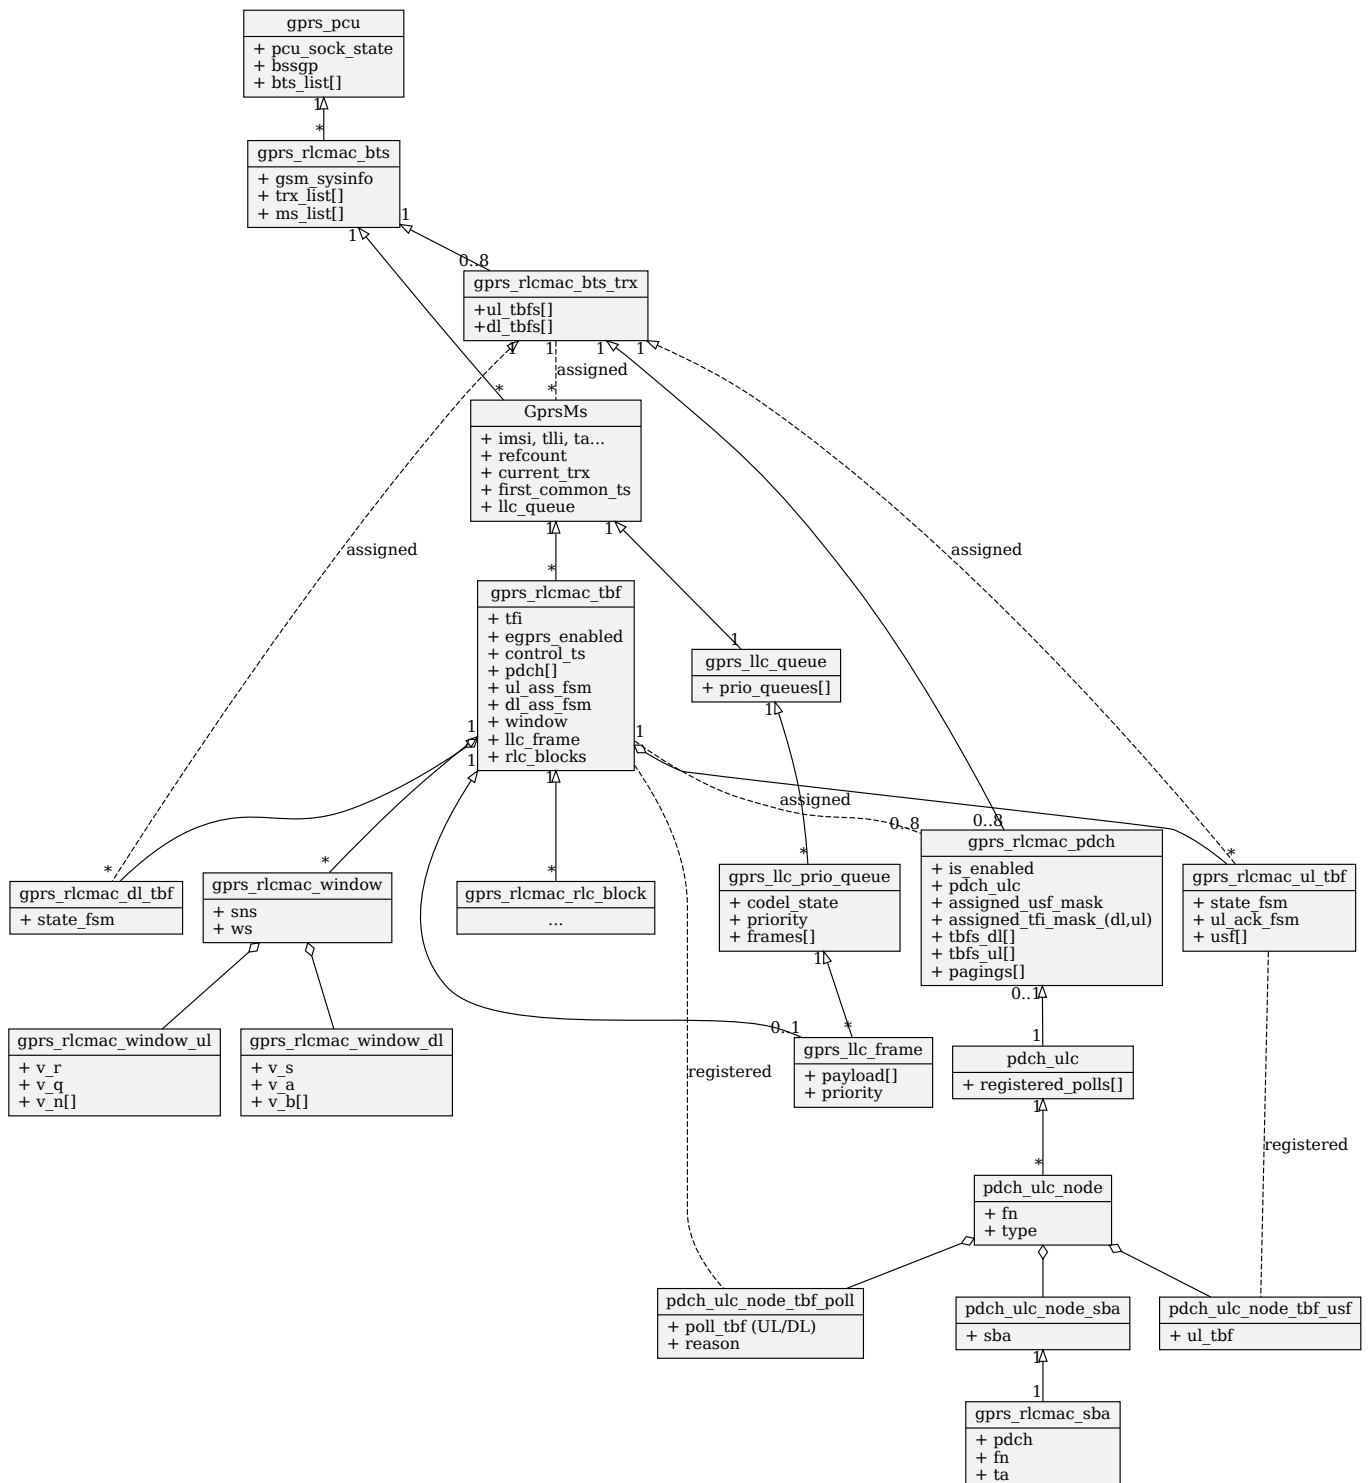 gprs_pcu
+ pcu_sock_state
+ bssgp
+ bts_list[]
1
*
gprs_rlcmac_bts
+ gsm_sysinfo
+ trx_list[]
+ ms_list[]
1
1
0..8
gprs_rlcmac_bts_trx
+ul_tbfs[]
+dl_tbfs[]
1
1
1
1
assigned
*
*
GprsMs
+ imsi, tlli, ta...
+ refcount
+ current_trx
+ first_common_ts
+ llc_queue
1
1
assigned
assigned
*
gprs_rlcmac_tbf
+ tfi
+ egprs_enabled
+ control_ts
+ pdch[]
+ ul_ass_fsm
+ dl_ass_fsm
+ window
+ llc_frame
+ rlc_blocks
1
gprs_llc_queue
+ prio_queues[]
1
1
1
1
1
assigned
0..8
0..8
*
*
*
*
*
gprs_rlcmac_dl_tbf
+ state_fsm
gprs_rlcmac_window
+ sns
+ ws
gprs_rlcmac_rlc_block
...
gprs_llc_prio_queue
+ codel_state
+ priority
+ frames[]
gprs_rlcmac_pdch
+ is_enabled
+ pdch_ulc
+ assigned_usf_mask
+ assigned_tfi_mask_(dl,ul)
+ tbfs_dl[]
+ tbfs_ul[]
+ pagings[]
gprs_rlcmac_ul_tbf
+ state_fsm
+ ul_ack_fsm
+ usf[]
1
0..1
0..1
*
1
gprs_rlcmac_window_ul
+ v_r
+ v_q
+ v_n[]
gprs_rlcmac_window_dl
+ v_s
+ v_a
+ v_b[]
gprs_llc_frame
+ payload[]
+ priority
pdch_ulc
+ registered_polls[]
registered
1
registered
*
pdch_ulc_node
+ fn
+ type
pdch_ulc_node_tbf_poll
+ poll_tbf (UL/DL)
+ reason
pdch_ulc_node_sba
+ sba
pdch_ulc_node_tbf_usf
+ ul_tbf
1
1
gprs_rlcmac_sba
+ pdch
+ fn
+ ta